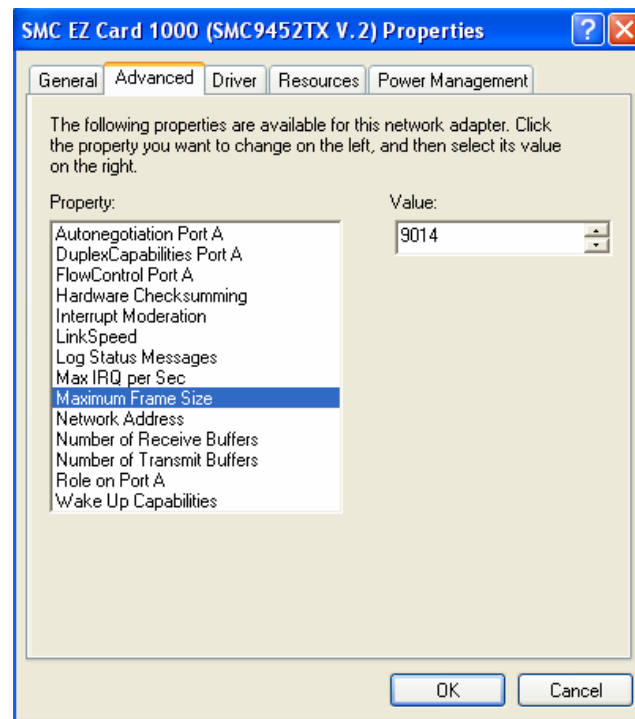 SMC EZ Card 1000 (SMC9452TX V.2) Properties
General Advanced Driver Resources Power Management
The following properties are available for this network adapter. Click
the property you want to change on the left, and then select its value
on the right.
Property:
Value:
Autonegotiation Port A
DuplexCapabilities Port A
FlowControl Port A
Hardware Checksumming
Interrupt Moderation
LinkSpeed
Log Status Messages
Max IRQ per Sec
Maximum Frame Size
Network Address
Number of Receive Buffers
Number of Transmit Buffers
Role on Port A
Wake Up Capabilities
9014
OK
Cancel